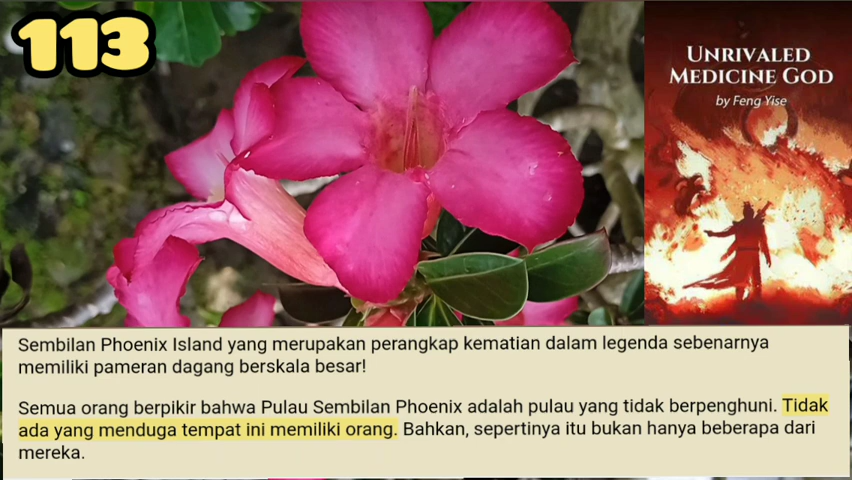 113
UNRIVALED
MEDICINE GOD
by Feng Yise
Sembilan Phoenix Island yang merupakan perangkap kematian dalam legenda sebenarnya
memiliki pameran dagang berskala besar!
Semua orang berpikir bahwa Pulau Sembilan Phoenix adalah pulau yang tidak berpenghuni. Tidak
ada yang menduga tempat ini memiliki orang. Bahkan, sepertinya itu bukan hanya beberapa dari
mereka.